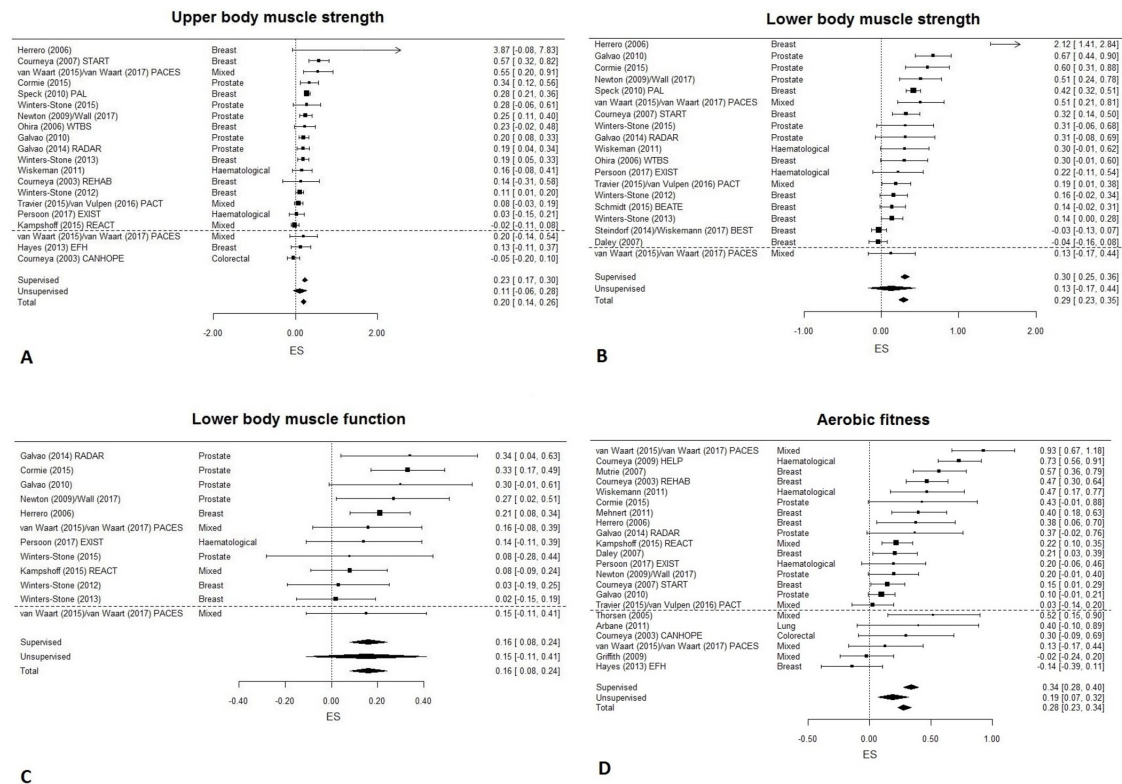 Upper body muscle strength
Herrero (2006) Breast 3.87 [-0.08, 7.83)
Courneya (2007) START Breast 0.57 [ 0.32, 0.82]
van Waart (2015)/van Waart (2017) PACES Mixed 0.55 [ 0.20, 0.91]
Cormie (2015) Prostate 0.34 [ 0.12, 0.56]
Speck (2010) PAL Breast 0.28 [ 0.21, 0.36]
Winters-Stone (2015) Prostate 0.28 [-0.06, 0.61]
Newton (2009)/Wall (2017) Prostate 0.25 [ 0.11, 0.40]
Ohira (2006) WTBS Breast 0.23 [-0.02, 0.48]
Galvao (2010) Prostate 0.20 [ 0.08, 0.33]
Galvao (2014) RADAR Prostate 0.19 [ 0.04, 0.34]
Winters-Stone (2013) Breast 0.19 [ 0.05, 0.33]
Wiskeman (2011) Haematological 0.16 [-0.08, 0.41]
Courneya (2003) REHAB Breast 0.14 [-0.31, 0.58]
Winters-Stone (2012) Breast 0.11 [ 0.01, 0.20]
Travier (2015)/van Vulpen (2016) PACT Mixed 0.08 [-0.03, 0.19]
Persoon (2017) EXIST Haematological 0.03 [-0.15, 0.21]
Kampshoff (2015) REACT Mixed -0.02 [-0.11, 0.08]
van Waart (2015)/van Waart (2017) PACES Mixed 0.20 [-0.14, 0.54]
Hayes (2013) EFH Breast 0.13 [-0.11, 0.37]
Courneya (2003) CANHOPE Colorectal -0.05 [-0.20, 0.10]
Supervised 0.23 [ 0.17, 0.30]
Unsupervised 0.11 [-0.06, 0.28]
Total 0.20 [ 0.14, 0.26]
-2.00 0.00 2.00
ES
A
Lower body muscle strength
Herrero (2006) Breast 2.12 [ 1.41, 2.84]
Galvao (2010) Prostate 0.67 [ 0.44, 0.90]
Cormie (2015) Prostate 0.60 [ 0.31, 0.88]
Newton (2009)/Wall (2017) Prostate 0.51 [ 0.24, 0.78]
Speck (2010) PAL Breast 0.42 [ 0.32, 0.51]
van Waart (2015)/van Waart (2017) PACES Mixed 0.51 [ 0.21, 0.81]
Courneya (2007) START Breast 0.32 [ 0.14, 0.50]
Winters-Stone (2015) Prostate 0.31 [-0.06, 0.68]
Galvao (2014) RADAR Prostate 0.31 [-0.08, 0.69]
Wiskeman (2011) Haematological 0.30 [-0.01, 0.62]
Ohira (2006) WTBS Breast 0.30 [-0.01, 0.60]
Persoon (2017) EXIST Haematological 0.22 [-0.11, 0.54]
Travier (2015)/van Vulpen (2016) PACT Mixed 0.19 [ 0.01, 0.38]
Winters-Stone (2012) Breast 0.16 [-0.02, 0.34]
Schmidt (2015) BEATE Breast 0.14 [-0.02, 0.31]
Winters-Stone (2013) Breast 0.14 [ 0.00, 0.28]
Steindorf (2014)/Wiskemann (2017) BEST Breast -0.03 [-0.13, 0.07]
Daley (2007) Breast -0.04 [-0.16, 0.08]
van Waart (2015)/van Waart (2017) PACES Mixed 0.13 [-0.17, 0.44]
Supervised 0.30 [ 0.25, 0.36]
Unsupervised 0.13 [-0.17, 0.44]
Total 0.29 [ 0.23, 0.35]
-1.00 0.00 1.00 2.00
ES
B
Lower body muscle function
Galvao (2014) RADAR Prostate 0.34 [ 0.04, 0.63]
Cormie (2015) Prostate 0.33 [ 0.17, 0.49]
Galvao (2010) Prostate 0.30 [-0.01, 0.61]
Newton (2009)/Wall (2017) Prostate 0.27 [ 0.02, 0.51]
Herrero (2006) Breast 0.21 [ 0.08, 0.34]
van Waart (2015)/van Waart (2017) PACES Mixed 0.16 [-0.08, 0.39]
Persoon (2017) EXIST Haematological 0.14 [-0.11, 0.39]
Winters-Stone (2015) Prostate 0.08 [-0.28, 0.44]
Kampshoff (2015) REACT Mixed 0.08 [-0.09, 0.24]
Winters-Stone (2012) Breast 0.03 [-0.19, 0.25]
Winters-Stone (2013) Breast 0.02 [-0.15, 0.19]
van Waart (2015)/van Waart (2017) PACES Mixed 0.15 [-0.11, 0.41]
Supervised 0.16 [ 0.08, 0.24]
Unsupervised 0.15 [-0.11, 0.41]
Total 0.16 [ 0.08, 0.24]
-0.40 -0.20 0.00 0.20 0.40 0.60
ES
C
Aerobic fitness
van Waart (2015)/van Waart (2017) PACES Mixed 0.93 [ 0.67, 1.18]
Courneya (2009) HELP Haematological 0.73 [ 0.56, 0.91]
Mutrie (2007) Breast 0.57 [ 0.36, 0.79]
Courneya (2003) REHAB Breast 0.47 [ 0.30, 0.64]
Wiskemann (2011) Haematological 0.47 [ 0.17, 0.77]
Cormie (2015) Prostate 0.43 [-0.01, 0.88]
Mehnert (2011) Breast 0.40 [ 0.18, 0.63]
Herrero (2006) Breast 0.38 [ 0.06, 0.70]
Galvao (2014) RADAR Prostate 0.37 [-0.02, 0.76]
Kampshoff (2015) REACT Mixed 0.22 [ 0.10, 0.35]
Daley (2007) Breast 0.21 [ 0.03, 0.39]
Persoon (2017) EXIST Haematological 0.20 [-0.06, 0.46]
Newton (2009)/Wall (2017) Prostate 0.20 [-0.01, 0.40]
Courneya (2007) START Breast 0.15 [ 0.01, 0.29]
Galvao (2010) Prostate 0.10 [-0.01, 0.21]
Travier (2015)/van Vulpen (2016) PACT Mixed 0.03 [-0.14, 0.20]
Thorsen (2005) Mixed 0.52 [ 0.15, 0.90]
Arbane (2011) Lung 0.40 [-0.10, 0.89]
Courneya (2003) CANHOPE Colorectal 0.30 [-0.09, 0.69]
van Waart (2015)/van Waart (2017) PACES Mixed 0.13 [-0.17, 0.44]
Griffith (2009) Mixed -0.02 [-0.24, 0.20]
Hayes (2013) EFH Breast -0.14 [-0.39, 0.11]
Supervised 0.34 [ 0.28, 0.40]
Unsupervised 0.19 [ 0.07, 0.32]
Total 0.28 [ 0.23, 0.34]
-0.50 0.00 0.50 1.00
ES
D